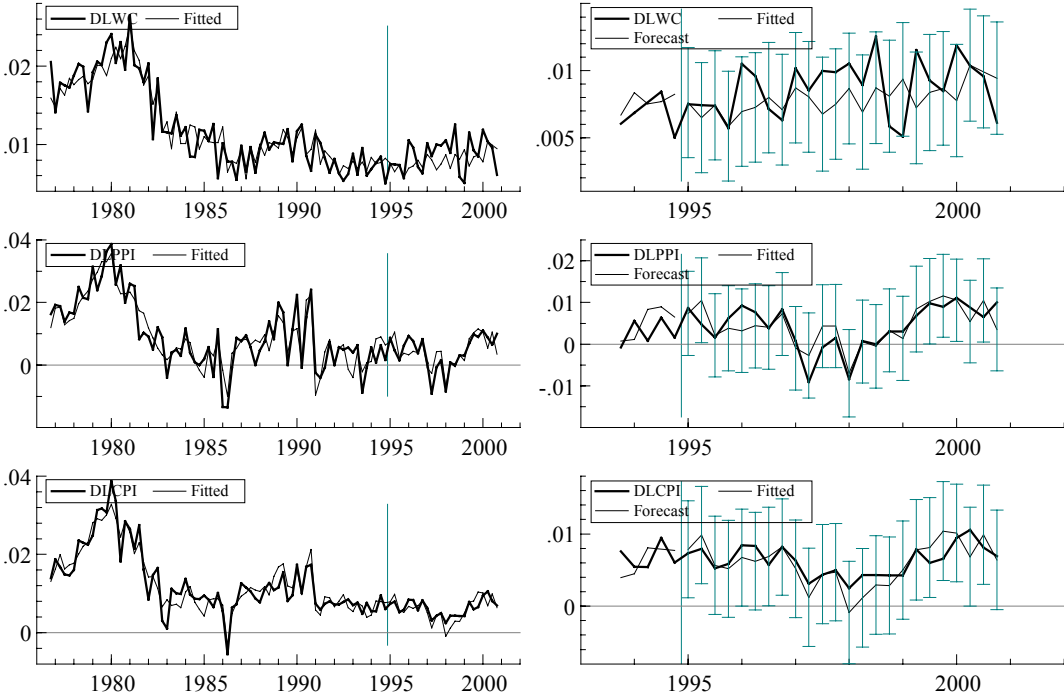 DLWC Fitted
.02
.01
1980 1985 1990 1995 2000
DLWC Fitted
Forecast
.01
.005
1995 2000
.04
DLPPI Fitted
.02
0
1980 1985 1990 1995 2000
DLPPI Fitted
Forecast
.02
.01
0
-.01
1995 2000
.04
DLCPI Fitted
.02
0
1980 1985 1990 1995 2000
DLCPI Fitted
Forecast
.01
0
1995 2000